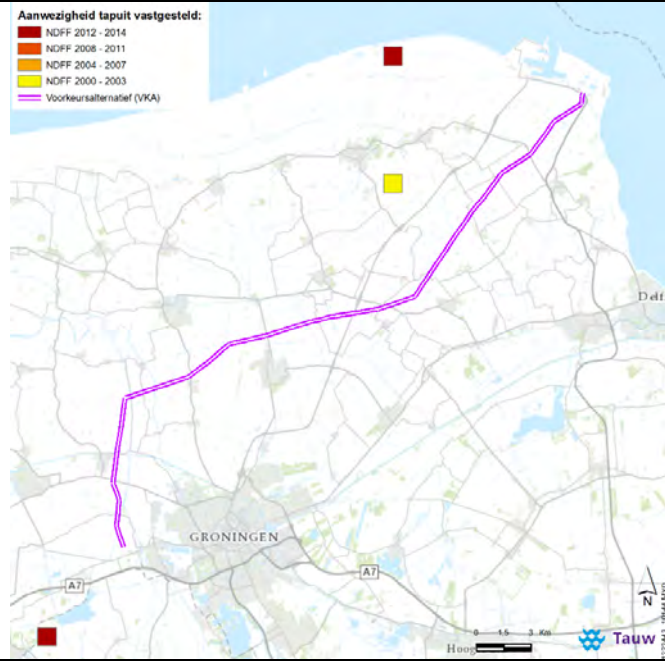 Aanwezigheid tapuit vastgesteld:
NDFF 2012 - 2014
NDFF 2008 - 2011
NDFF 2004 - 2007
NDFF 2000 - 2003
Voorkeursalternatief (VKA)
Delf
GRONINGEN
A7
A7
N
0 1.5 3 Km
Hoog
Tauw